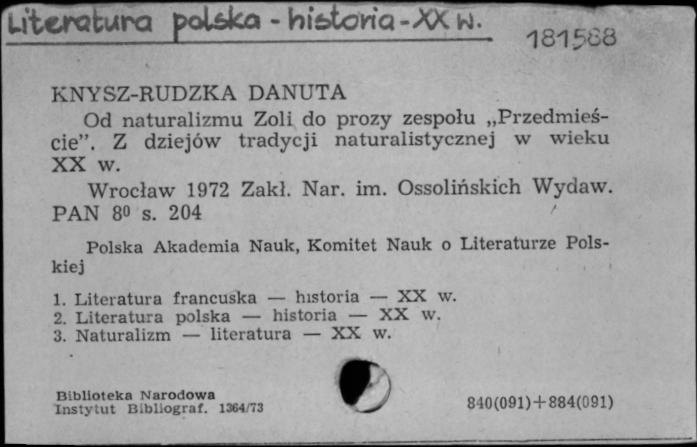 Literatura polska - historia - XX w.
181568
KNYSZ-RUDZKA DANUTA
Od naturalizmu Zoli do prozy zespołu „Przedmieś-
cie”. Z dziejów tradycji naturalistycznej w wieku
XX w.
Wrocław 1972 Zakł. Nar. im. Ossolińskich Wydaw.
PAN 8⁰ s. 204
Polska Akademia Nauk, Komitet Nauk o Literaturze Pols-
kiej
1. Literatura francuska — historia — XX w.
2. Literatura polska — historia — XX w.
3. Naturalizm — literatura — XX w.
Biblioteka Narodowa
Instytut Bibliograf. 1364/73
840(091)+884(091)